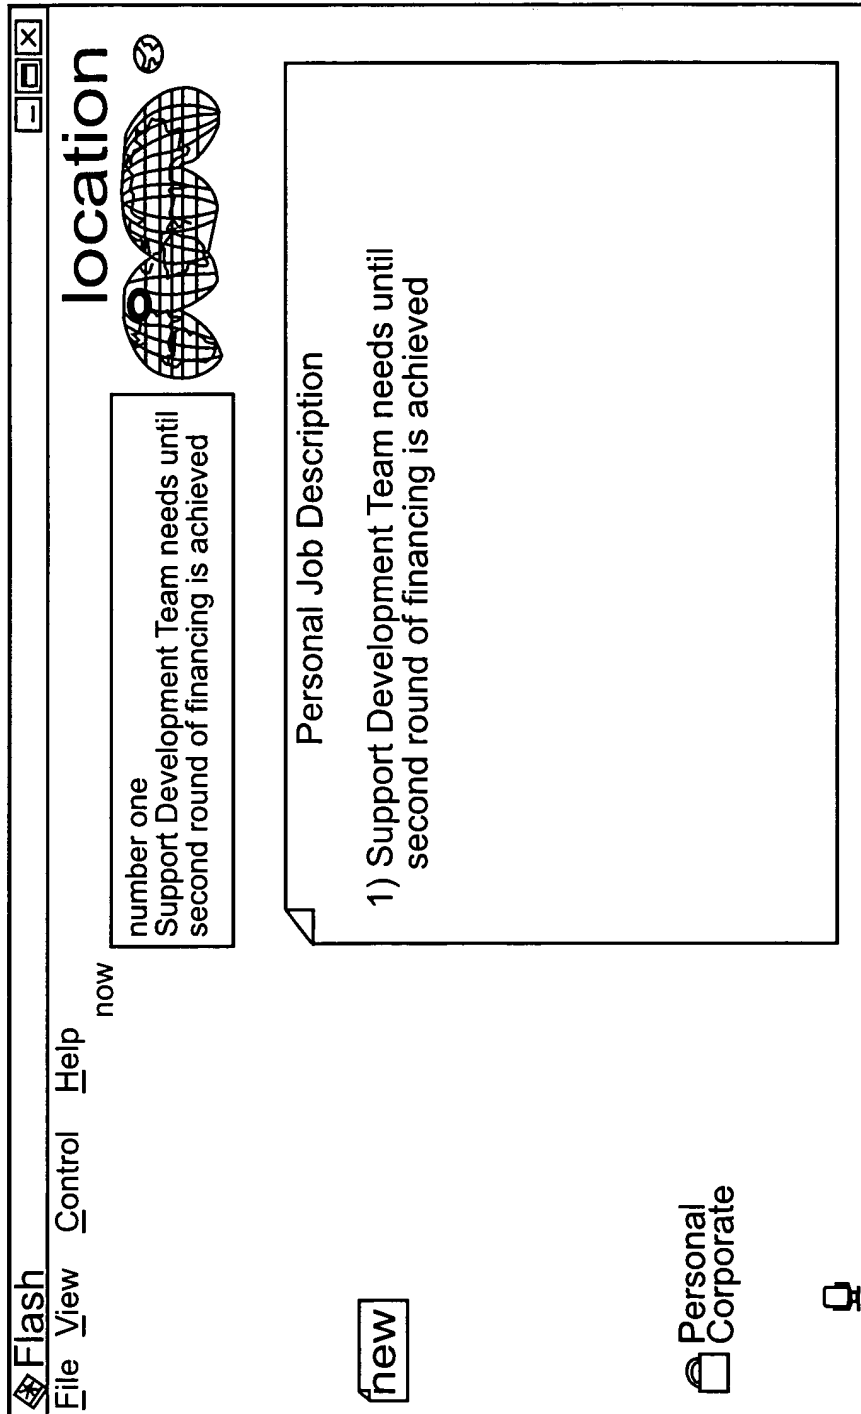 Flash
File View Control Help
location
now
number one
Support Development Team needs until
second round of financing is achieved
new
Personal Job Description
1) Support Development Team needs until
second round of financing is achieved
Personal
Corporate